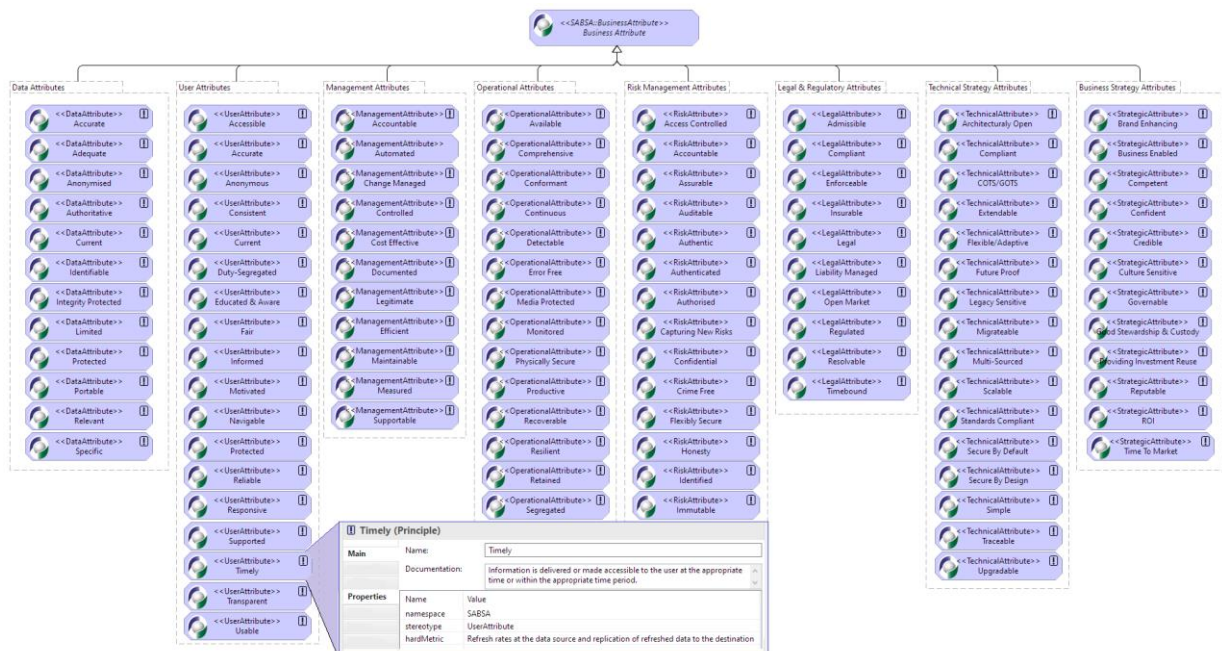 <<SABSA::BusinessAttribute>>
Business Attribute
Data Attributes
<<DataAttribute>>
Accurate
<<DataAttribute>>
Adequate
<<DataAttribute>>
Anonymised
<<DataAttribute>>
Authoritative
<<DataAttribute>>
Current
<<DataAttribute>>
Identifiable
<<DataAttribute>>
Integrity Protected
<<DataAttribute>>
Limited
<<DataAttribute>>
Protected
<<DataAttribute>>
Portable
<<DataAttribute>>
Relevant
<<DataAttribute>>
Specific
User Attributes
<<UserAttribute>>
Accessible
<<UserAttribute>>
Accurate
<<UserAttribute>>
Anonymous
<<UserAttribute>>
Consistent
<<UserAttribute>>
Current
<<UserAttribute>>
Duty-Segregated
<<UserAttribute>>
Educated & Aware
<<UserAttribute>>
Fair
<<UserAttribute>>
Informed
<<UserAttribute>>
Motivated
<<UserAttribute>>
Navigable
<<UserAttribute>>
Protected
<<UserAttribute>>
Reliable
<<UserAttribute>>
Responsive
<<UserAttribute>>
Supported
<<UserAttribute>>
Timely
<<UserAttribute>>
Transparent
<<UserAttribute>>
Usable
Management Attributes
<<ManagementAttribute>>
Accountable
<<ManagementAttribute>>
Automated
<<ManagementAttribute>>
Change Managed
<<ManagementAttribute>>
Controlled
<<ManagementAttribute>>
Cost Effective
<<ManagementAttribute>>
Documented
<<ManagementAttribute>>
Legitimate
<<ManagementAttribute>>
Efficient
<<ManagementAttribute>>
Maintainable
<<ManagementAttribute>>
Measured
<<ManagementAttribute>>
Supportable
Operational Attributes
<<OperationalAttribute>>
Available
<<OperationalAttribute>>
Comprehensive
<<OperationalAttribute>>
Conformant
<<OperationalAttribute>>
Continuous
<<OperationalAttribute>>
Detectable
<<OperationalAttribute>>
Error Free
<<OperationalAttribute>>
Media Protected
<<OperationalAttribute>>
Monitored
<<OperationalAttribute>>
Physically Secure
<<OperationalAttribute>>
Productive
<<OperationalAttribute>>
Recoverable
<<OperationalAttribute>>
Resilient
<<OperationalAttribute>>
Retained
<<OperationalAttribute>>
Segregated
Risk Management Attributes
<<RiskAttribute>>
Access Controlled
<<RiskAttribute>>
Accountable
<<RiskAttribute>>
Assurable
<<RiskAttribute>>
Auditable
<<RiskAttribute>>
Authentic
<<RiskAttribute>>
Authenticated
<<RiskAttribute>>
Authorised
<<RiskAttribute>>
Capturing New Risks
<<RiskAttribute>>
Confidential
<<RiskAttribute>>
Crime Free
<<RiskAttribute>>
Flexibly Secure
<<RiskAttribute>>
Honesty
<<RiskAttribute>>
Identified
<<RiskAttribute>>
Immutable
Legal & Regulatory Attributes
<<LegalAttribute>>
Admissible
<<LegalAttribute>>
Compliant
<<LegalAttribute>>
Enforceable
<<LegalAttribute>>
Insurable
<<LegalAttribute>>
Legal
<<LegalAttribute>>
Liability Managed
<<LegalAttribute>>
Open Market
<<LegalAttribute>>
Regulated
<<LegalAttribute>>
Resolvable
<<LegalAttribute>>
Timebound
Technical Strategy Attributes
<<TechnicalAttribute>>
Architecturaly Open
<<TechnicalAttribute>>
Compliant
<<TechnicalAttribute>>
COTS/GOTS
<<TechnicalAttribute>>
Extendable
<<TechnicalAttribute>>
Flexible/Adaptive
<<TechnicalAttribute>>
Future Proof
<<TechnicalAttribute>>
Legacy Sensitive
<<TechnicalAttribute>>
Migrateable
<<TechnicalAttribute>>
Multi-Sourced
<<TechnicalAttribute>>
Scalable
<<TechnicalAttribute>>
Standards Compliant
<<TechnicalAttribute>>
Secure By Default
<<TechnicalAttribute>>
Secure By Design
<<TechnicalAttribute>>
Simple
<<TechnicalAttribute>>
Traceable
<<TechnicalAttribute>>
Upgradable
Business Strategy Attributes
<<StrategicAttribute>>
Brand Enhancing
<<StrategicAttribute>>
Business Enabled
<<StrategicAttribute>>
Competent
<<StrategicAttribute>>
Confident
<<StrategicAttribute>>
Credible
<<StrategicAttribute>>
Culture Sensitive
<<StrategicAttribute>>
Governable
<<StrategicAttribute>>
Good Stewardship & Custody
<<StrategicAttribute>>
Providing Investment Reuse
<<StrategicAttribute>>
Reputable
<<StrategicAttribute>>
ROI
<<StrategicAttribute>>
Time To Market
Timely (Principle)
Main
Name: Timely
Documentation: Information is delivered or made accessible to the user at the appropriate
time or within the appropriate time period.
Properties
Name Value
namespace SABSA
stereotype UserAttribute
hardMetric Refresh rates at the data source and replication of refreshed data to the destination